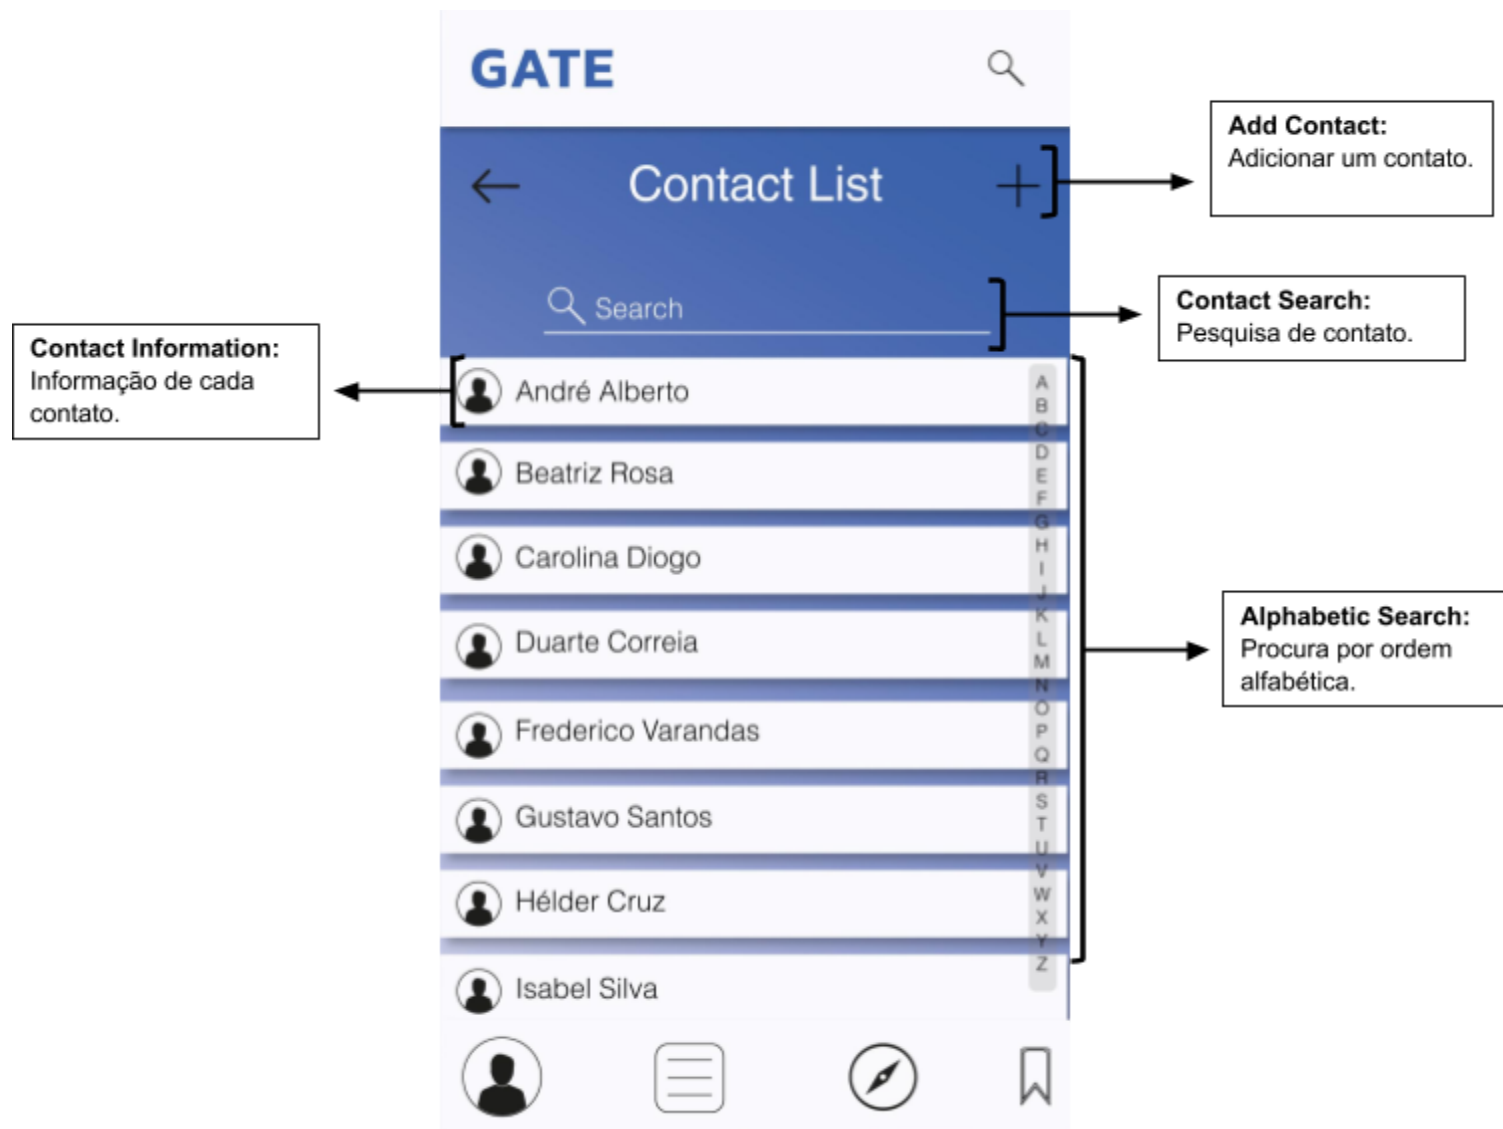 GATE
Contact List
Add Contact:
Adicionar um contato.
Search
Contact Search:
Pesquisa de contato.
Contact Information:
Informação de cada
contato.
André Alberto
Beatriz Rosa
Carolina Diogo
Duarte Correia
Frederico Varandas
Gustavo Santos
Hélder Cruz
Isabel Silva
A
B
C
D
E
F
G
H
I
J
K
L
M
N
O
P
Q
R
S
T
U
V
W
X
Y
Z
Alphabetic Search:
Procura por ordem
alfabética.